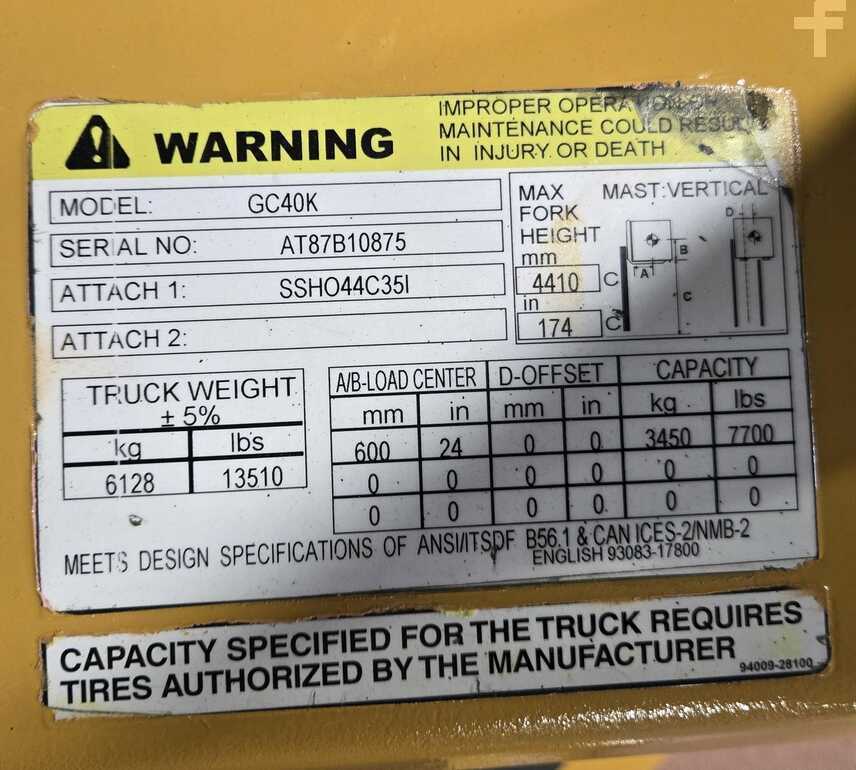 WARNING
IMPROPER OPERATION OR
MAINTENANCE COULD RESULT
IN INJURY OR DEATH
MODEL: GC40K
SERIAL NO: AT87B10875
ATTACH 1: SSHO44C35I
ATTACH 2:
MAX FORK HEIGHT
MAST:VERTICAL
mm
4410 C
in
174 C
A
B
C
D
TRUCK WEIGHT
± 5%
kg lbs
6128 13510
A/B-LOAD CENTER D-OFFSET CAPACITY
mm in mm in kg lbs
600 24 0 0 3450 7700
0 0 0 0 0 0
0 0 0 0 0 0
MEETS DESIGN SPECIFICATIONS OF ANSI/ITSDF B56.1 & CAN ICES-2/NMB-2
ENGLISH 93083-17800
CAPACITY SPECIFIED FOR THE TRUCK REQUIRES
TIRES AUTHORIZED BY THE MANUFACTURER
94009-28100
f